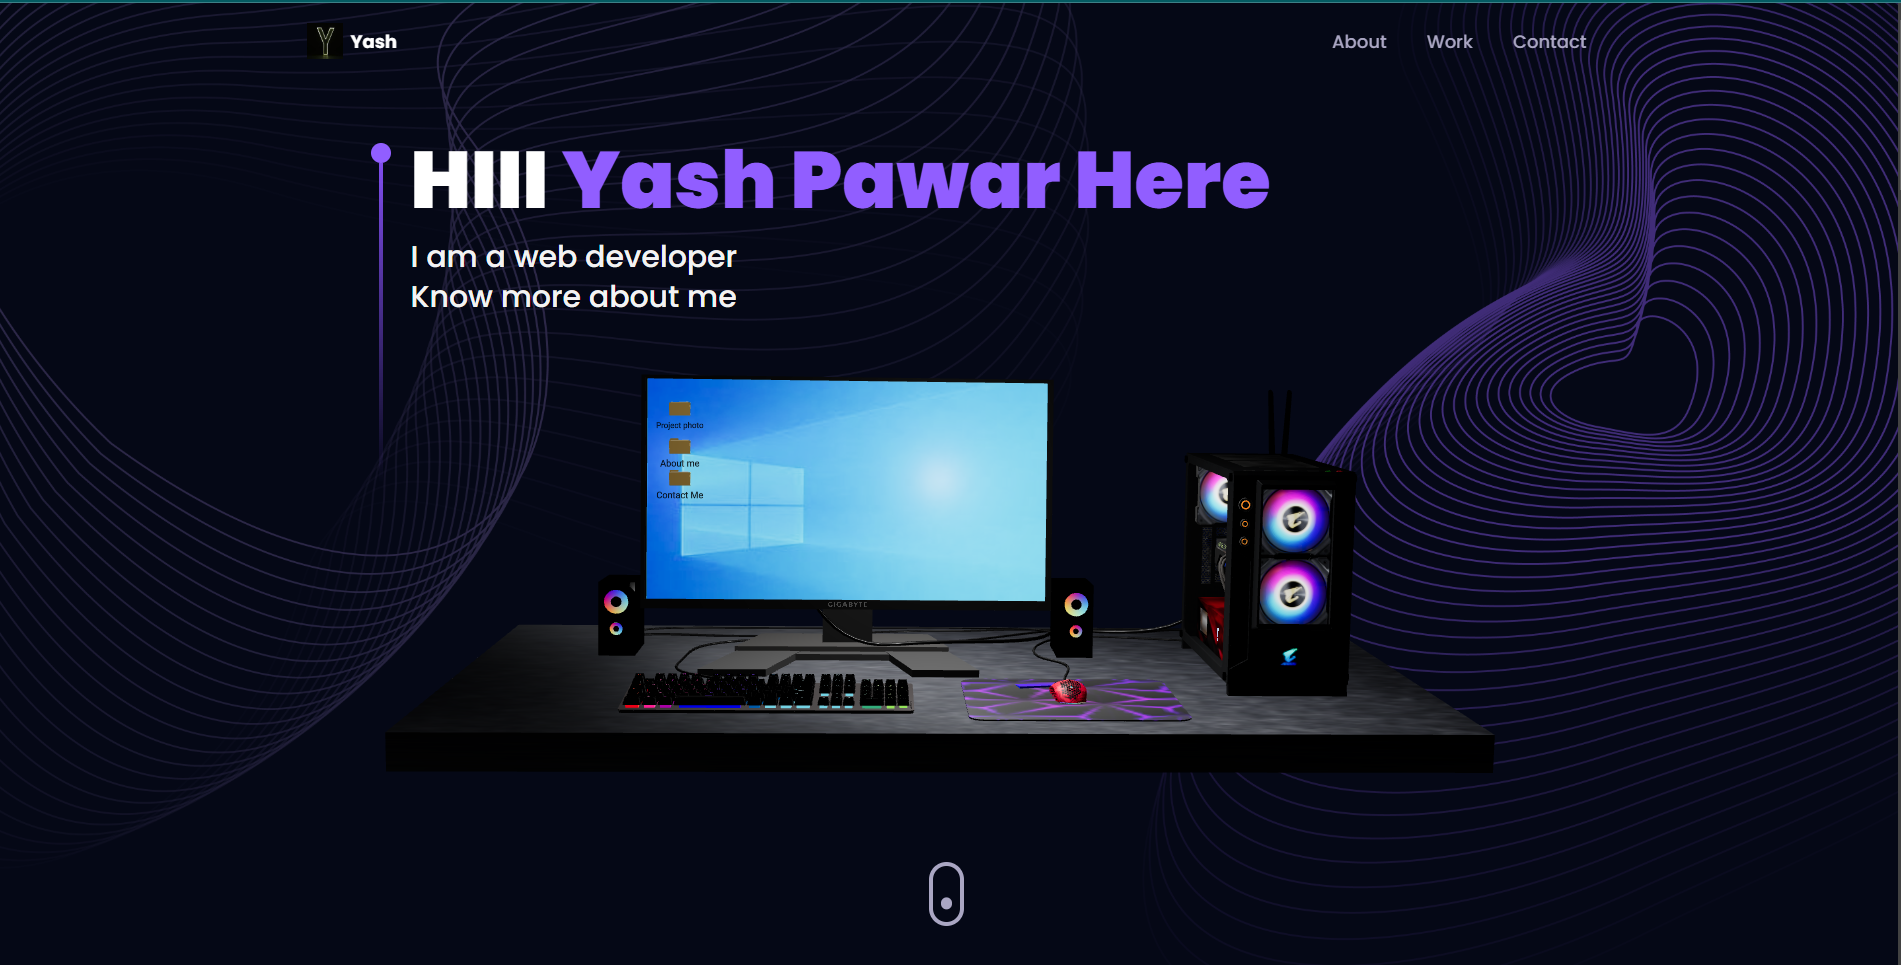 Y Yash
About
Work
Contact
HIII Yash Pawar Here
I am a web developer
Know more about me
Project photo
About me
Contact Me
GIGABYTE